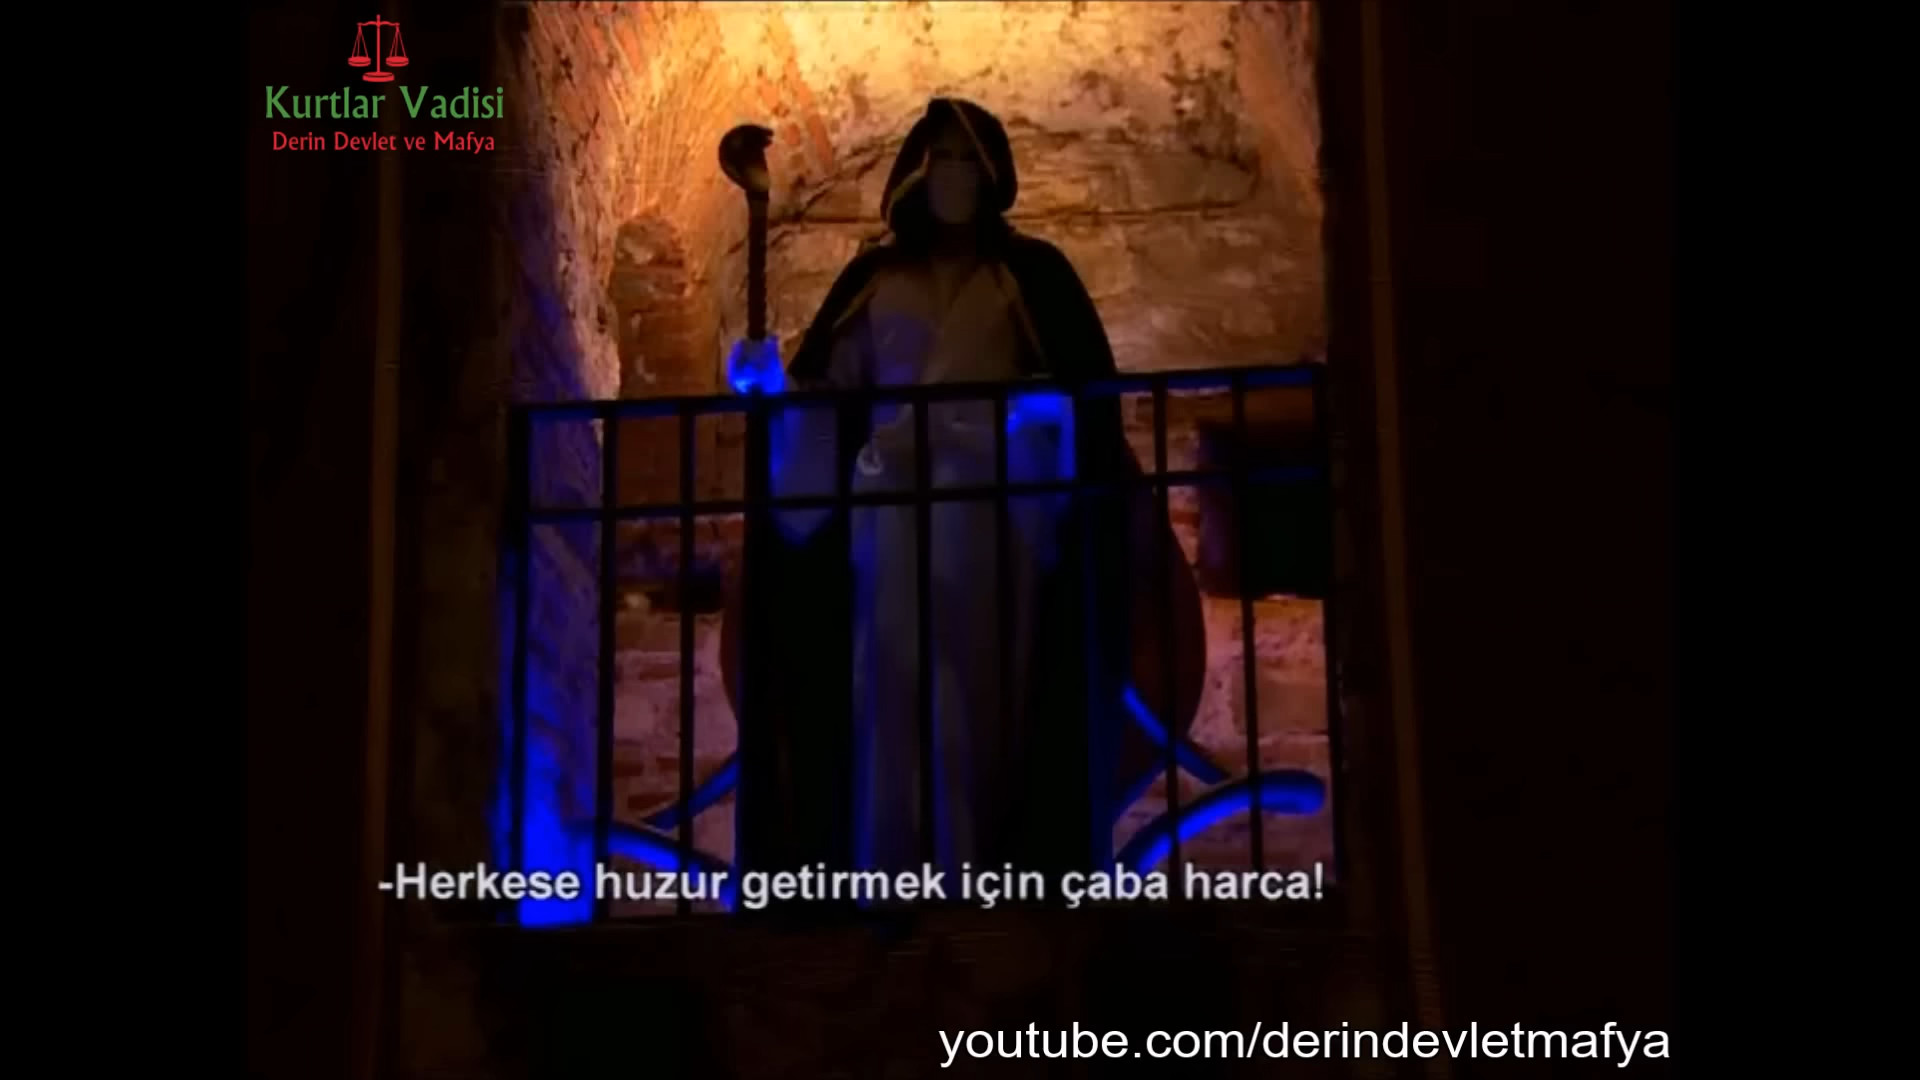 Kurtlar Vadisi
Derin Devlet ve Mafya
-Herkese huzur getirmek için çaba harca!
youtube.com/derindevletmafya